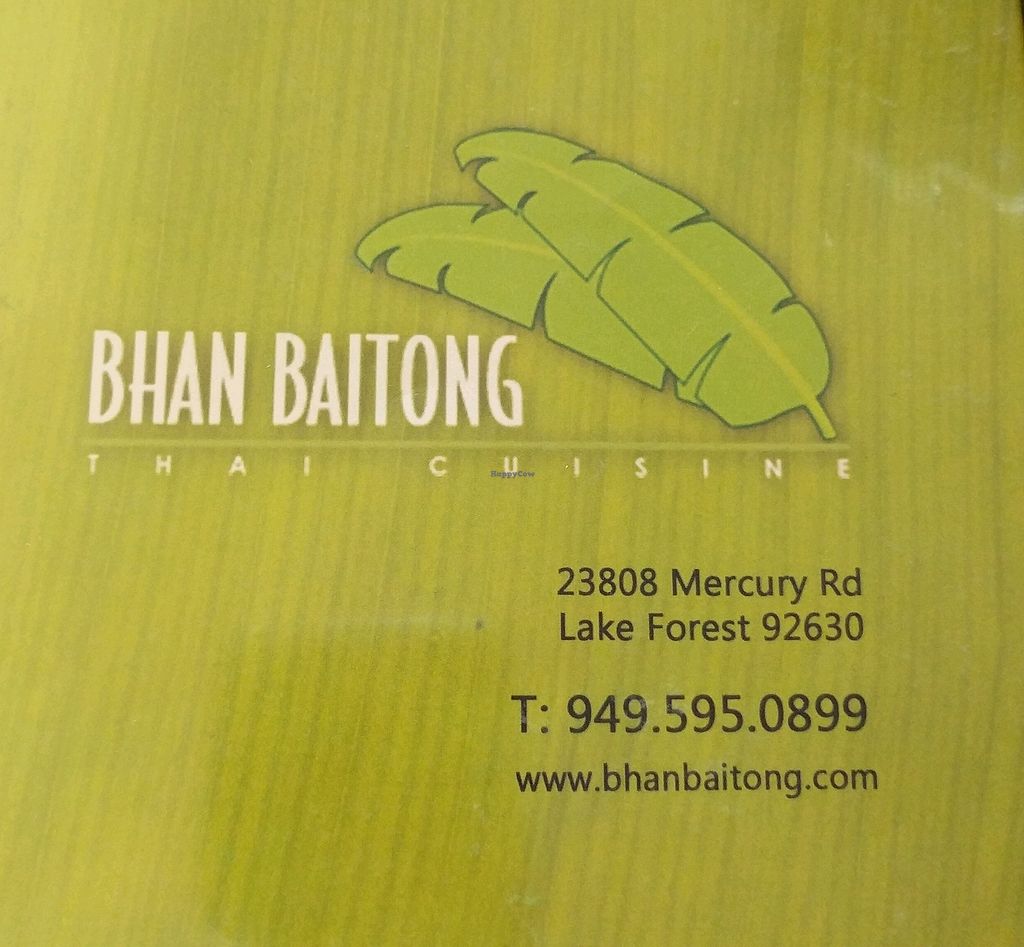 BHAN BAITONG
THAI CUISINE
HappyCow
23808 Mercury Rd
Lake Forest 92630
T: 949.595.0899
www.bhanbaitong.com